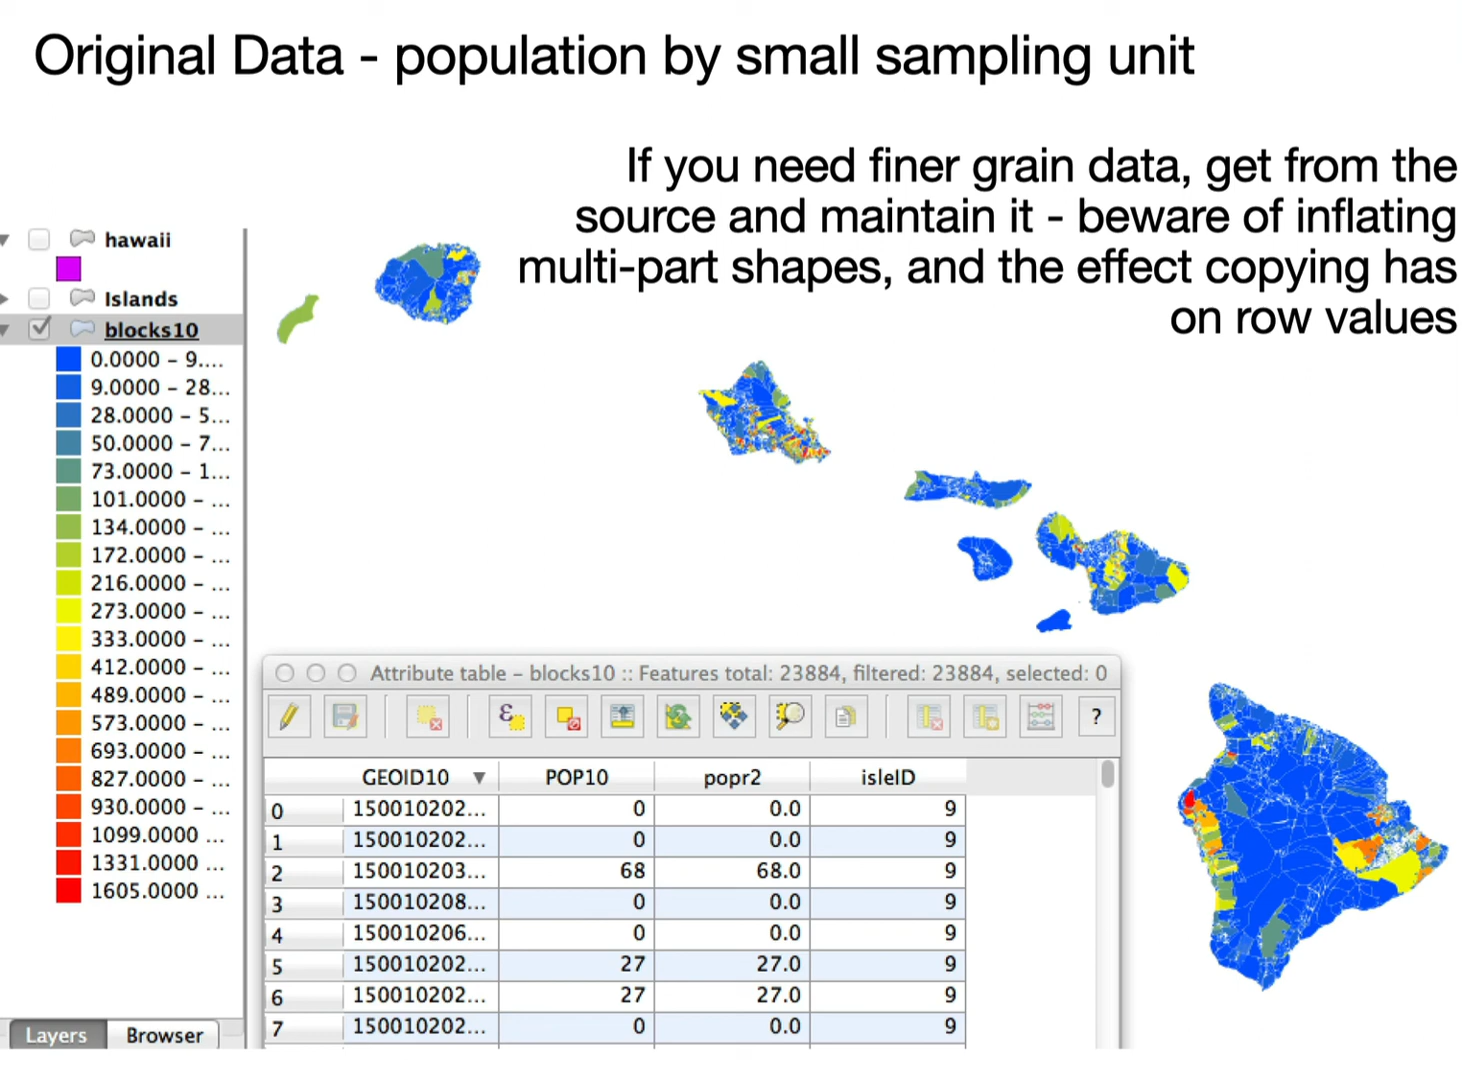 Original Data - population by small sampling unit
If you need finer grain data, get from the
source and maintain it - beware of inflating
multi-part shapes, and the effect copying has
on row values
hawaii
Islands
blocks10
0.0000 - 9....
9.0000 - 28...
28.0000 - 5...
50.0000 - 7...
73.0000 - 1...
101.0000 - ...
134.0000 - ...
172.0000 - ...
216.0000 - ...
273.0000 - ...
333.0000 - ...
412.0000 - ...
489.0000 - ...
573.0000 - ...
693.0000 - ...
827.0000 - ...
930.0000 - ...
1099.0000 ...
1331.0000 ...
1605.0000 ...
Layers Browser
Attribute table - blocks10 :: Features total: 23884, filtered: 23884, selected: 0
ε ?
GEOID10 ▼ POP10 popr2 isleID
0 150010202... 0 0.0 9
1 150010202... 0 0.0 9
2 150010203... 68 68.0 9
3 150010208... 0 0.0 9
4 150010206... 0 0.0 9
5 150010202... 27 27.0 9
6 150010202... 27 27.0 9
7 150010202... 0 0.0 9